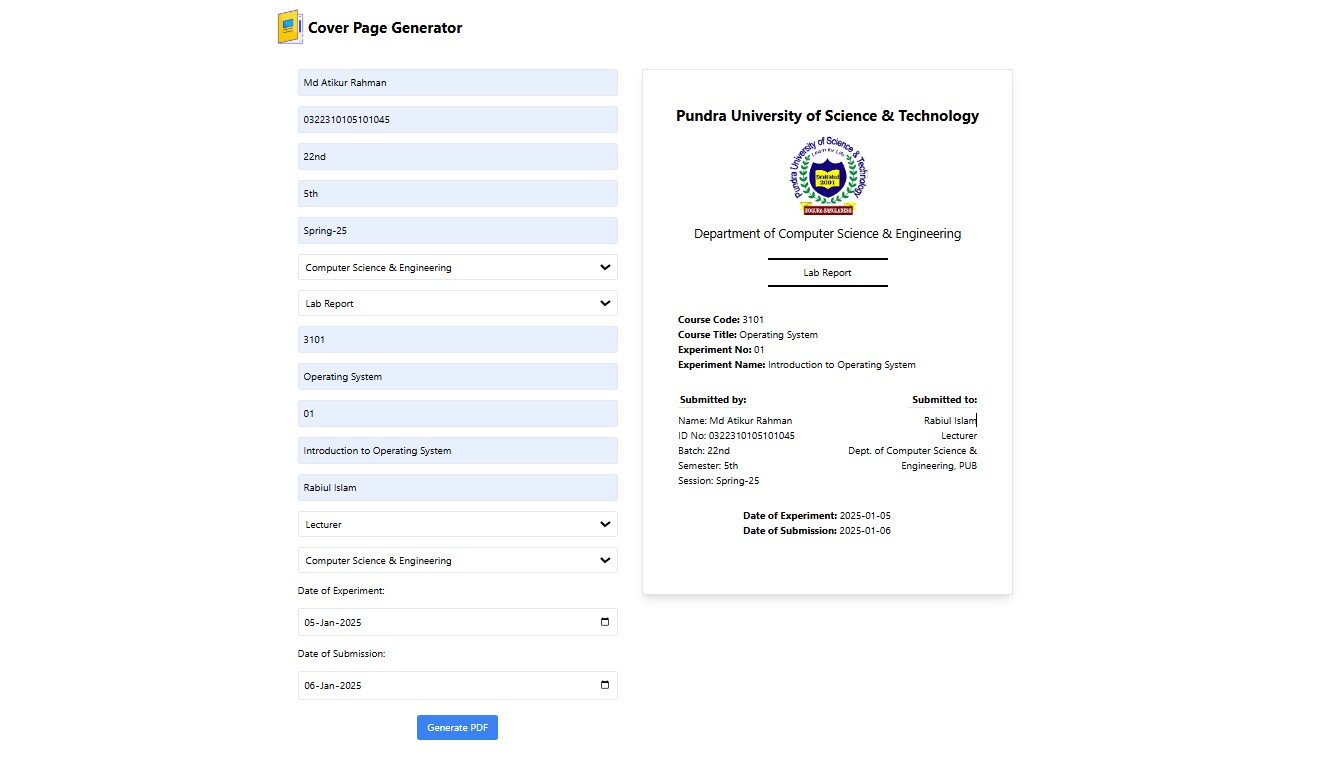 Cover Page Generator
Md Atikur Rahman
0322310105101045
22nd
5th
Spring-25
Computer Science & Engineering
Lab Report
3101
Operating System
01
Introduction to Operating System
Rabiul Islam
Lecturer
Computer Science & Engineering
Date of Experiment:
05-Jan-2025
Date of Submission:
06-Jan-2025
Generate PDF
Pundra University of Science & Technology
Pundra University of Science & Technology
Learn for Life
Established
2001
BOGURA-BANGLADESH
Department of Computer Science & Engineering
Lab Report
Course Code: 3101
Course Title: Operating System
Experiment No: 01
Experiment Name: Introduction to Operating System
Submitted by:
Name: Md Atikur Rahman
ID No: 0322310105101045
Batch: 22nd
Semester: 5th
Session: Spring-25
Submitted to:
Rabiul Islam
Lecturer
Dept. of Computer Science &
Engineering, PUB
Date of Experiment: 2025-01-05
Date of Submission: 2025-01-06